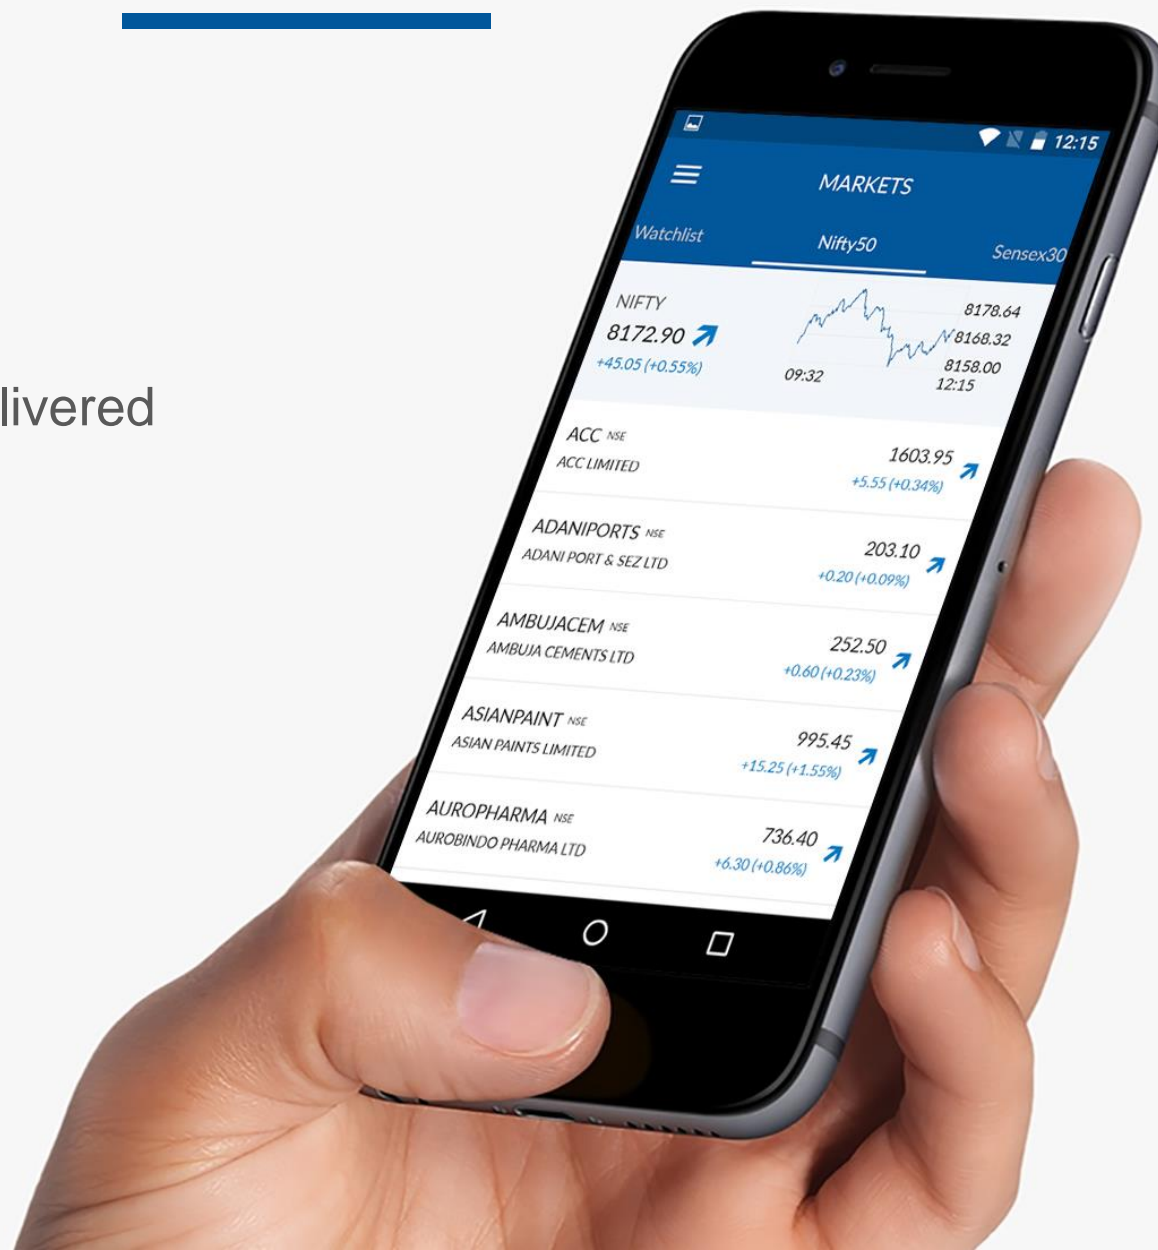 12:15
MARKETS
Watchlist Nifty50 Sensex30
NIFTY
8172.90
+45.05 (+0.55%)
8178.64
8168.32
8158.00
09:32 12:15
livered
ACC NSE
ACC LIMITED
1603.95
+5.55 (+0.34%)
ADANIPORTS NSE
ADANI PORT & SEZ LTD
203.10
+0.20 (+0.09%)
AMBUJACEM NSE
AMBUJA CEMENTS LTD
252.50
+0.60 (+0.23%)
ASIANPAINT NSE
ASIAN PAINTS LIMITED
995.45
+15.25 (+1.55%)
AUROPHARMA NSE
AUROBINDO PHARMA LTD
736.40
+6.30 (+0.86%)